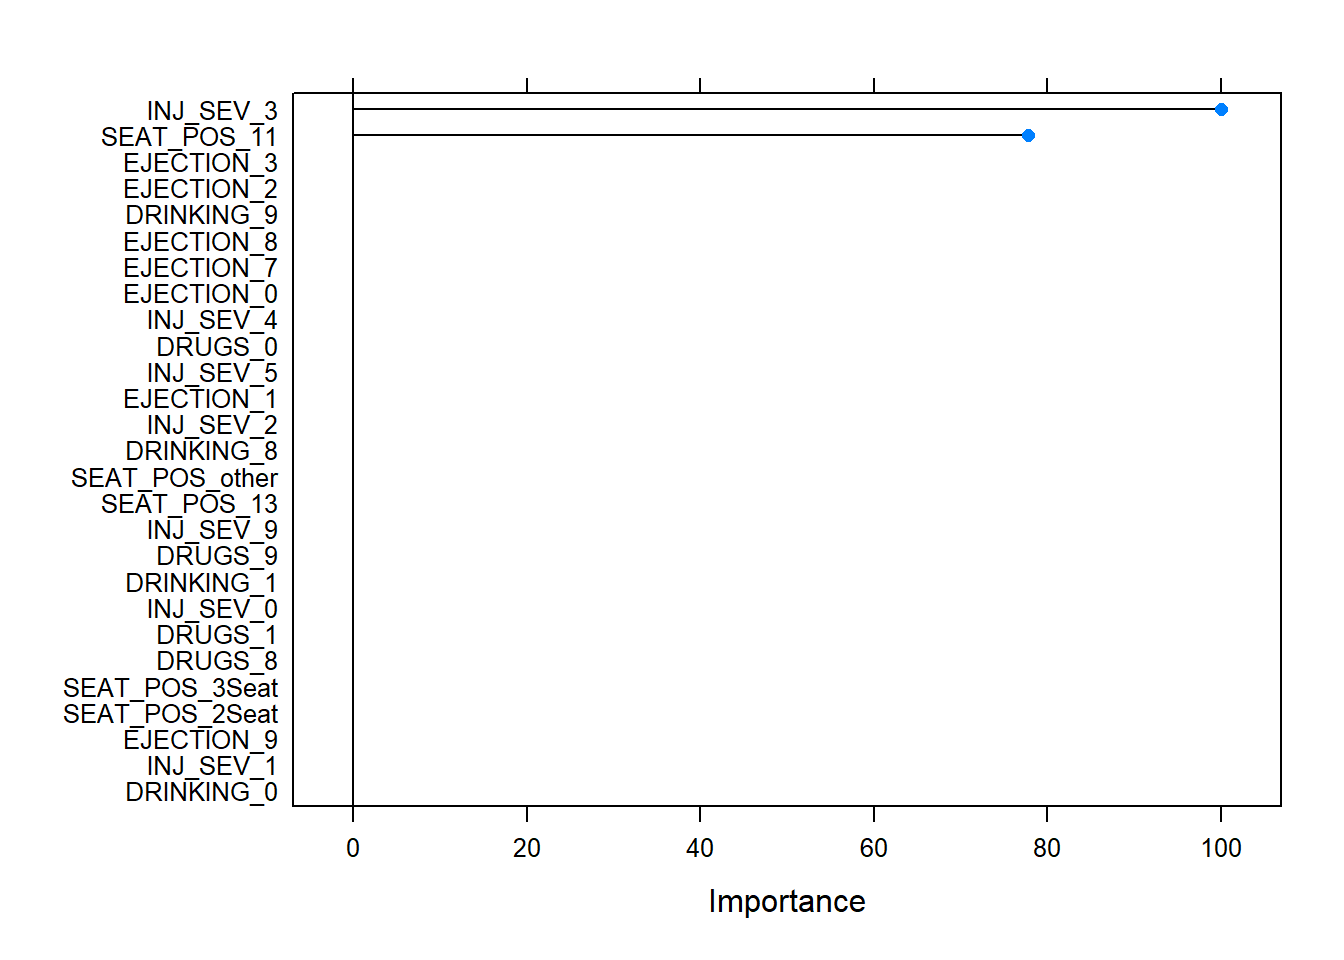 INJ_SEV_3
SEAT_POS_11
EJECTION_3
EJECTION_2
DRINKING_9
EJECTION_8
EJECTION_7
EJECTION_0
INJ_SEV_4
DRUGS_0
INJ_SEV_5
EJECTION_1
INJ_SEV_2
DRINKING_8
SEAT_POS_other
SEAT_POS_13
INJ_SEV_9
DRUGS_9
DRINKING_1
INJ_SEV_0
DRUGS_1
DRUGS_8
SEAT_POS_3Seat
SEAT_POS_2Seat
EJECTION_9
INJ_SEV_1
DRINKING_0
0 20 40 60 80 100
Importance